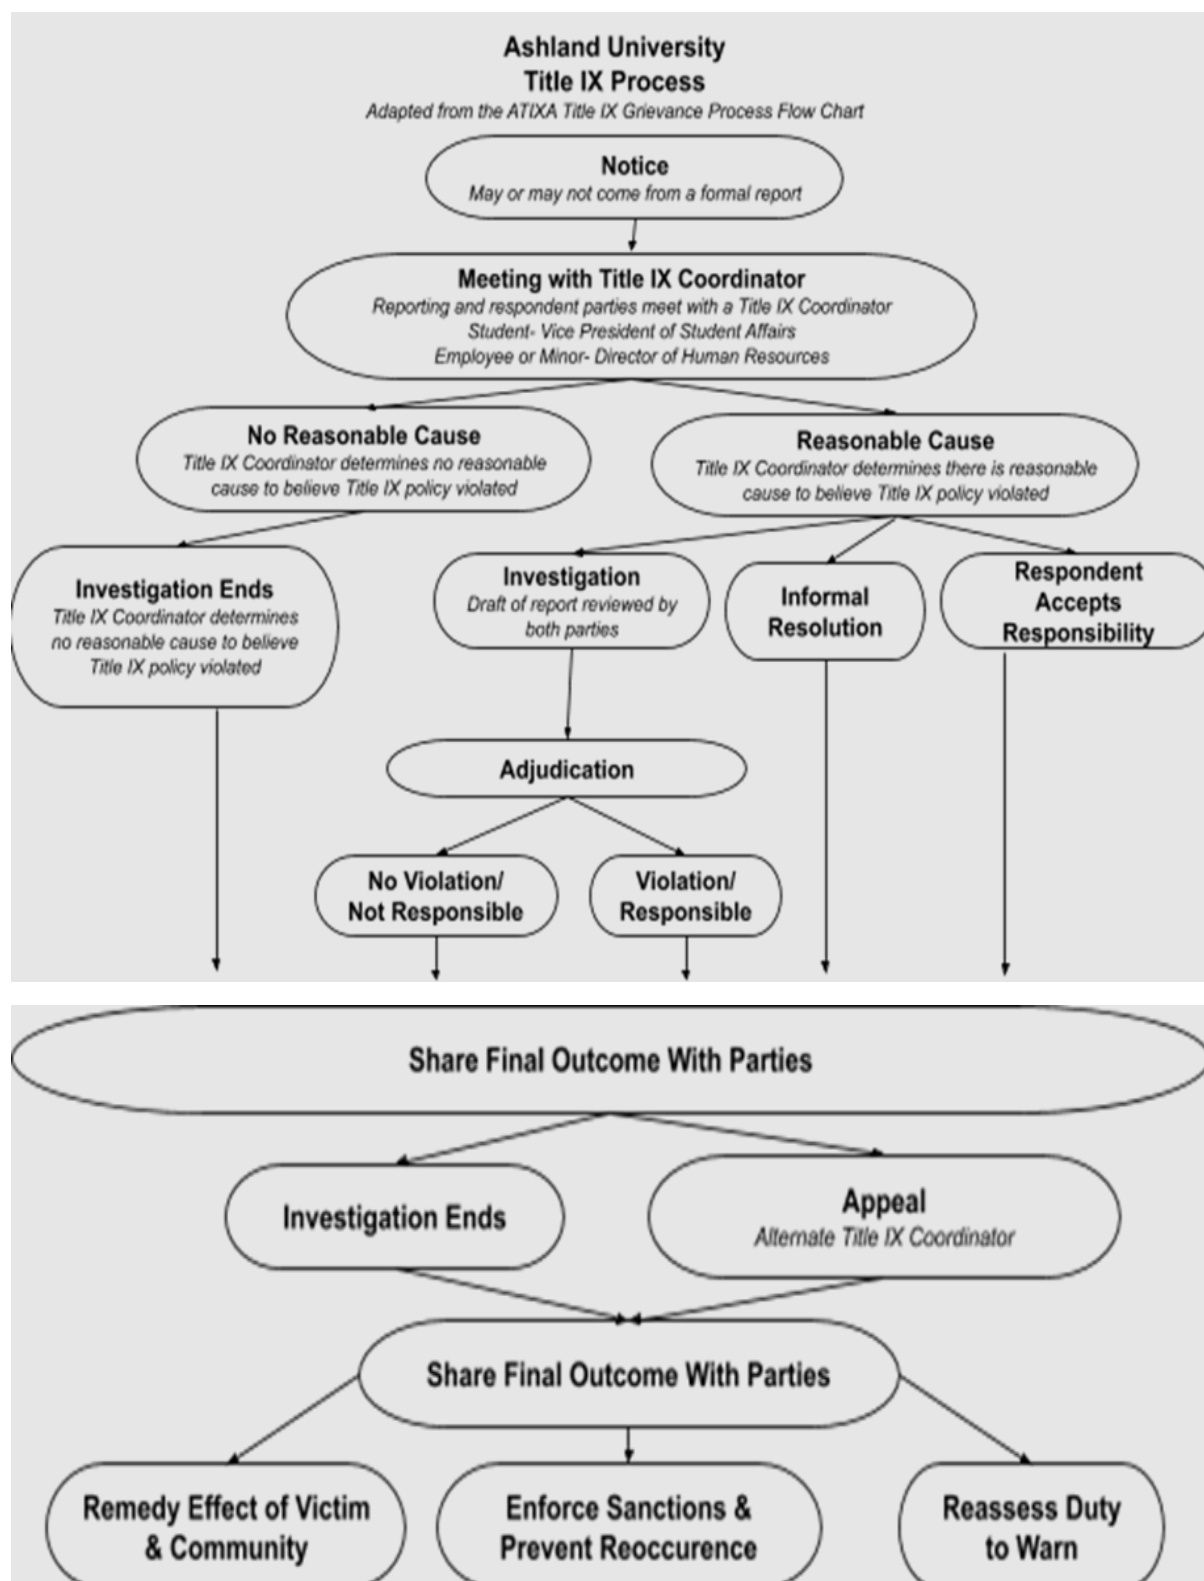 Ashland University
Title IX Process
Adapted from the ATIXA Title IX Grievance Process Flow Chart
Notice
May or may not come from a formal report
Meeting with Title IX Coordinator
Reporting and respondent parties meet with a Title IX Coordinator
Student- Vice President of Student Affairs
Employee or Minor- Director of Human Resources
No Reasonable Cause
Title IX Coordinator determines no reasonable
cause to believe Title IX policy violated
Reasonable Cause
Title IX Coordinator determines there is reasonable
cause to believe Title IX policy violated
Investigation Ends
Title IX Coordinator determines
no reasonable cause to believe
Title IX policy violated
Investigation
Draft of report reviewed by
both parties
Informal
Resolution
Respondent
Accepts
Responsibility
Adjudication
No Violation/
Not Responsible
Violation/
Responsible
Share Final Outcome With Parties
Investigation Ends
Appeal
Alternate Title IX Coordinator
Share Final Outcome With Parties
Remedy Effect of Victim
& Community
Enforce Sanctions &
Prevent Reoccurence
Reassess Duty
to Warn